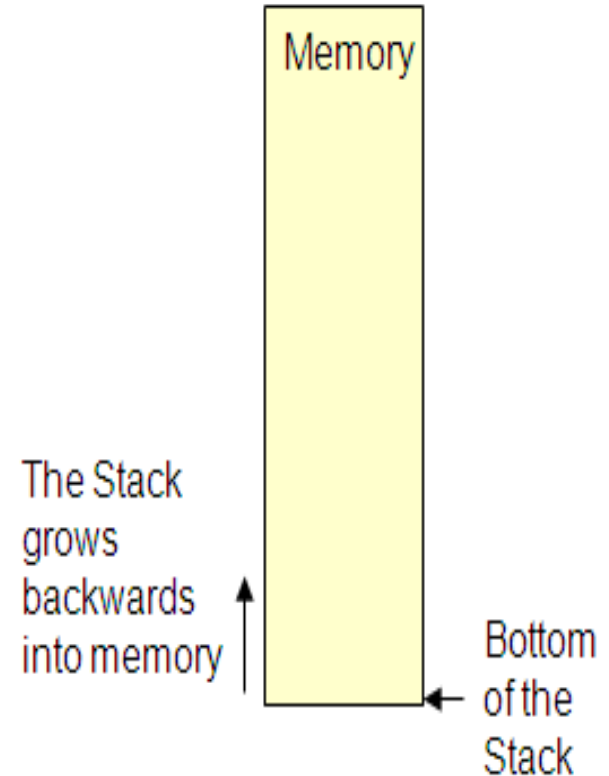 Memory
The Stack
grows
backwards
into memory
Bottom
of the
Stack